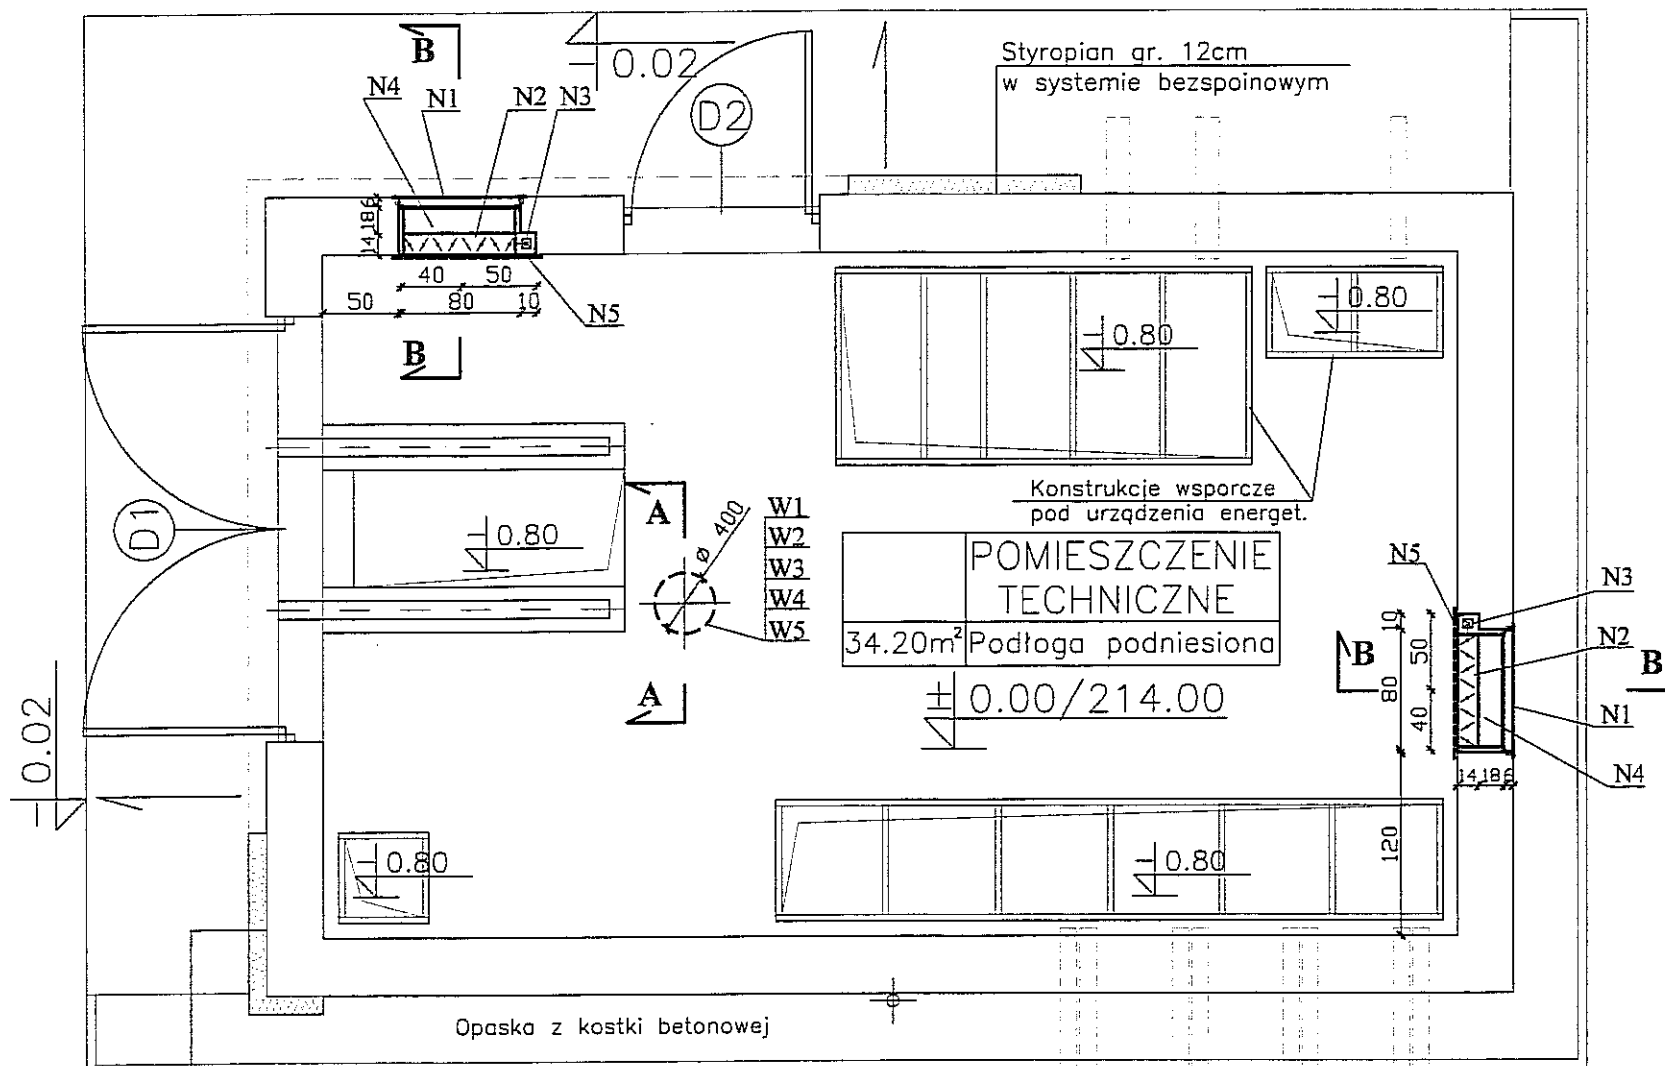 B
0.02
Styropian gr. 12cm
w systemie bezspoinowym
N4
N1
N2
N3
D2
14 18 6
40 50
50 80 10
N5
B
0.80
0.80
Konstrukcje wsporcze
pod urządzenia energet.
A
ø 400
W1
W2
W3
W4
W5
D1
0.80
POMIESZCZENIE
TECHNICZNE
34.20m² Podłoga podniesiona
± 0.00/214.00
A
N5
N3
N2
N1
N4
B
B
10
50
80
40
14 18 6
120
0.02
0.80
0.80
Opaska z kostki betonowej